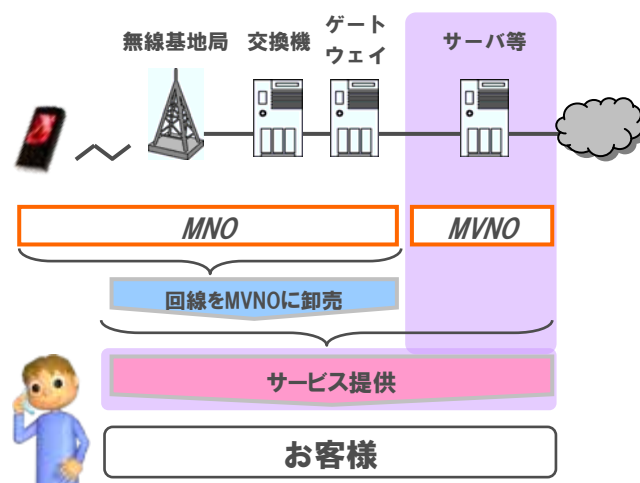 無線基地局
交換機
ゲート
ウェイ
サーバ等
MNO
MVNO
回線をMVNOに卸売
サービス提供
お客様